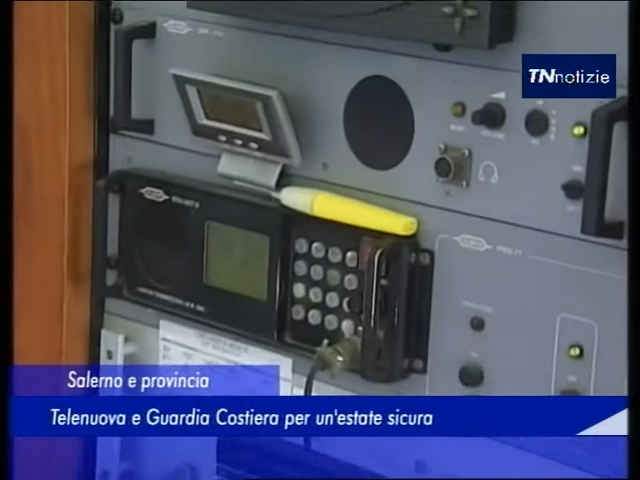 TNnotizie
Salerno e provincia
Telenuova e Guardia Costiera per un'estate sicura